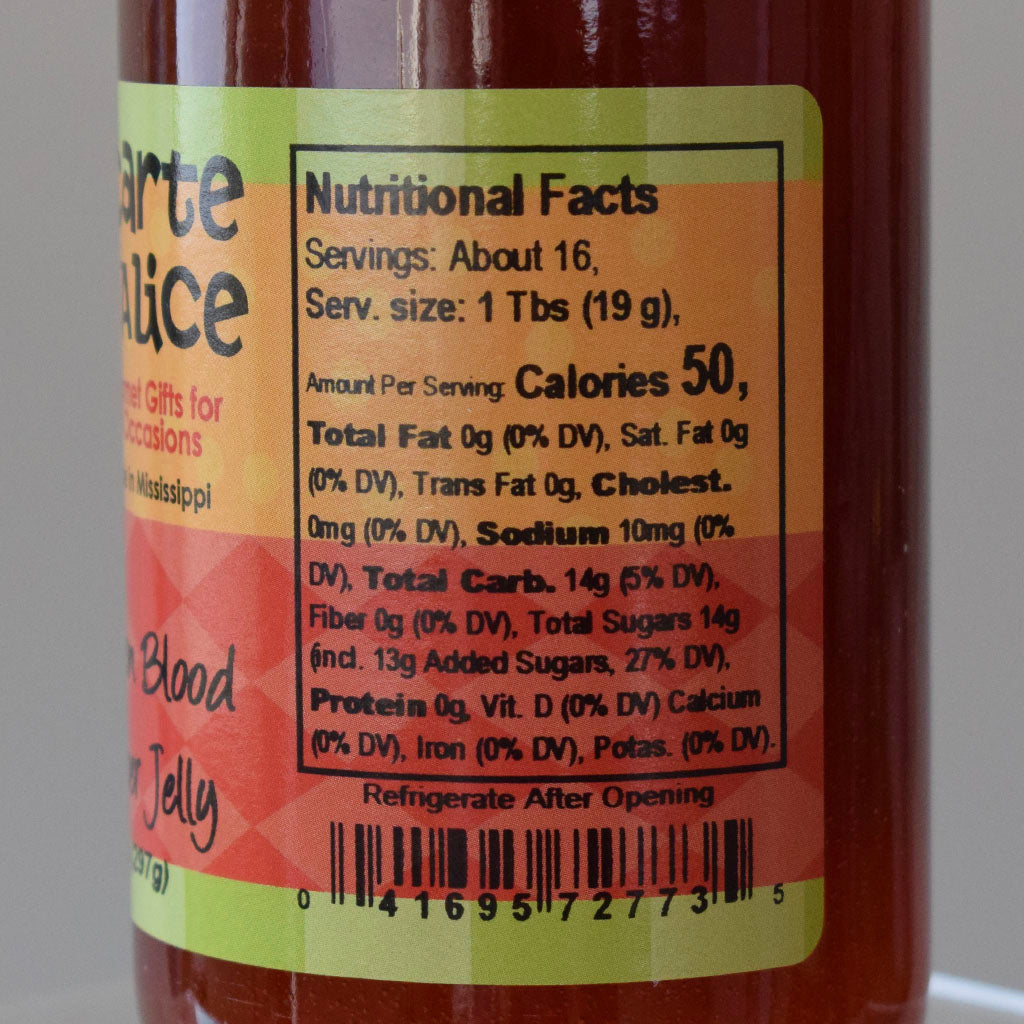 arte
alice
Gifts for
Occasions
in Mississippi
Blood
Jelly
297g)
Nutritional Facts
Servings: About 16,
Serv. size: 1 Tbs (19 g),
Amount Per Serving: Calories 50,
Total Fat 0g (0% DV), Sat. Fat 0g
(0% DV), Trans Fat 0g, Cholest.
0mg (0% DV), Sodium 10mg (0%
DV), Total Carb. 14g (5% DV),
Fiber 0g (0% DV), Total Sugars 14g
(incl. 13g Added Sugars, 27% DV),
Protein 0g, Vit. D (0% DV) Calcium
(0% DV), Iron (0% DV), Potas. (0% DV).
Refrigerate After Opening
0 41695 72773 5